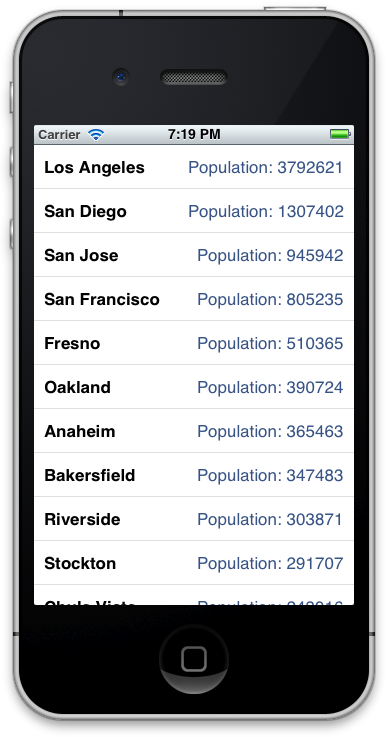 Carrier 7:19 PM
Los Angeles Population: 3792621
San Diego Population: 1307402
San Jose Population: 945942
San Francisco Population: 805235
Fresno Population: 510365
Oakland Population: 390724
Anaheim Population: 365463
Bakersfield Population: 347483
Riverside Population: 303871
Stockton Population: 291707
Chula Vista Population: